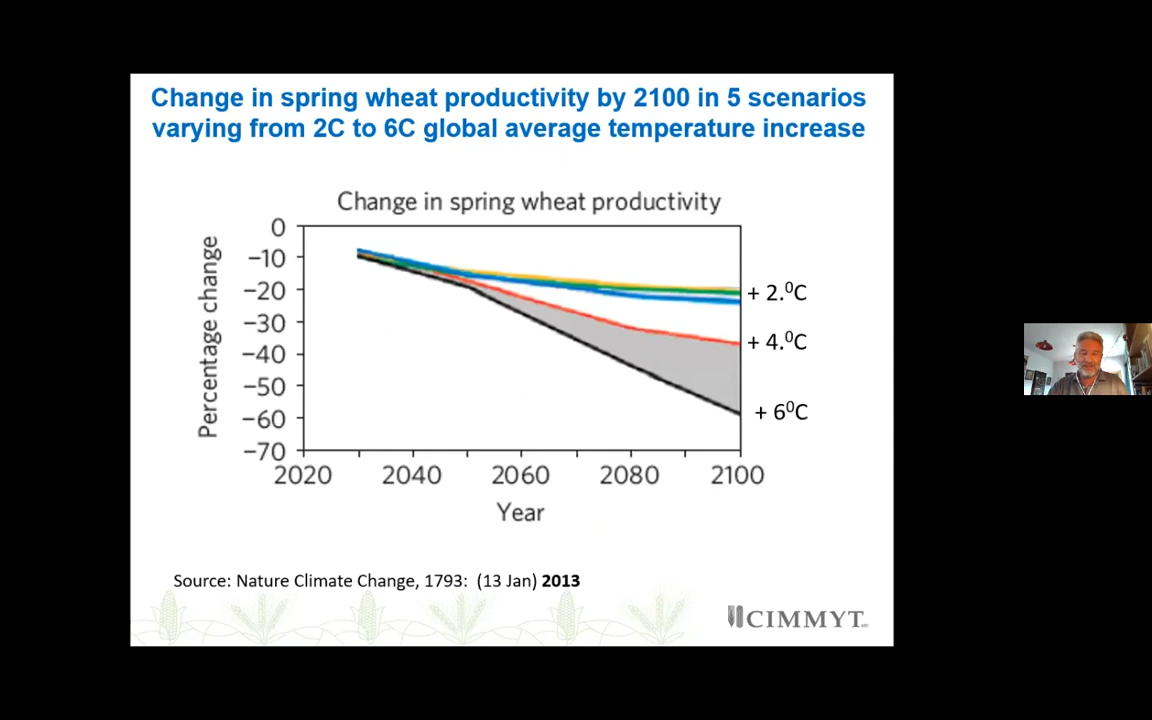 Change in spring wheat productivity by 2100 in 5 scenarios
varying from 2C to 6C global average temperature increase
Change in spring wheat productivity
Percentage change
0
−10
−20
−30
−40
−50
−60
−70
+ 2.⁰C
+ 4.⁰C
+ 6⁰C
2020 2040 2060 2080 2100
Year
Source: Nature Climate Change, 1793: (13 Jan) 2013
CIMMYT